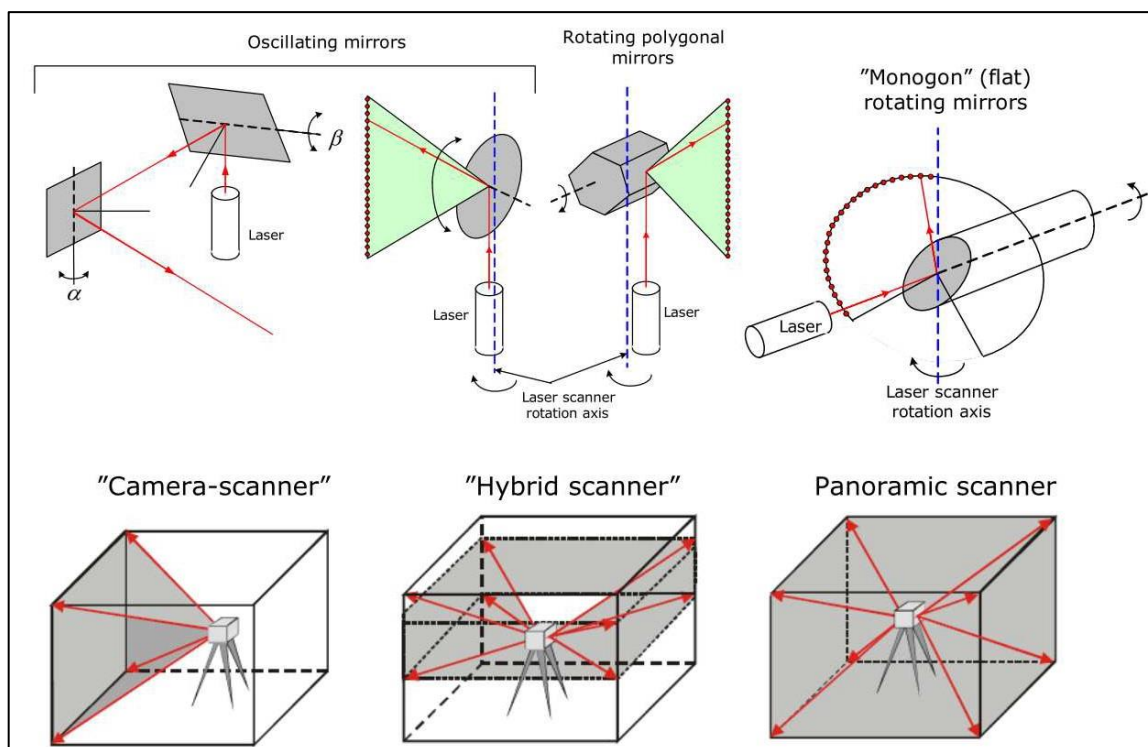 Oscillating mirrors
Rotating polygonal
mirrors
”Monogon” (flat)
rotating mirrors
β
Laser
α
Laser
Laser
Laser
Laser scanner
rotation axis
Laser scanner
rotation axis
”Camera-scanner”
”Hybrid scanner”
Panoramic scanner